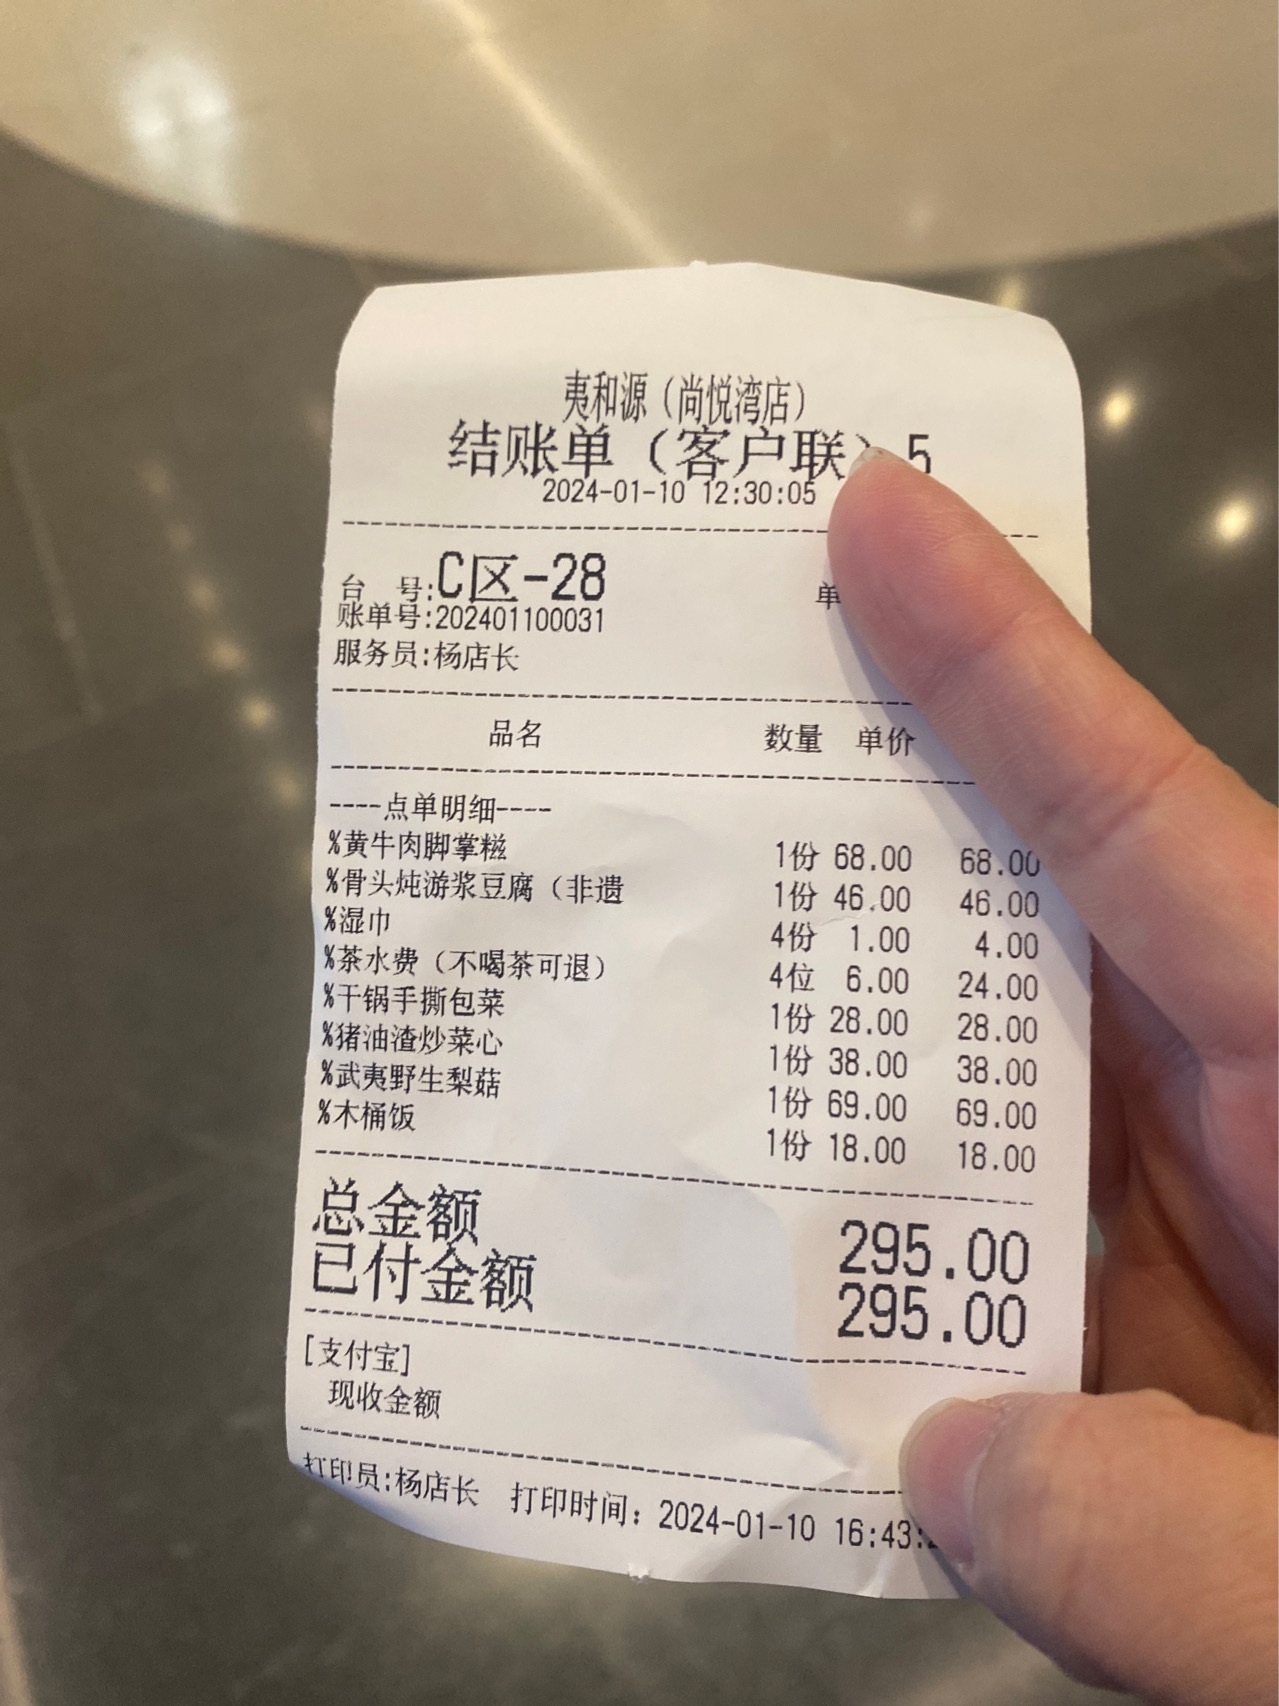 夷和源（尚悦湾店）
结账单（客户联） 5
2024-01-10 12:30:05
台 号:C区-28 单
账单号:202401100031
服务员:杨店长
品名 数量 单价
----点单明细----
%黄牛肉脚掌糍 1份 68.00 68.00
%骨头炖游浆豆腐（非遗 1份 46.00 46.00
%湿巾 4份 1.00 4.00
%茶水费（不喝茶可退） 4位 6.00 24.00
%干锅手撕包菜 1份 28.00 28.00
%猪油渣炒菜心 1份 38.00 38.00
%武夷野生梨菇 1份 69.00 69.00
%木桶饭 1份 18.00 18.00
总金额 295.00
已付金额 295.00
[支付宝]
现收金额
打印员:杨店长 打印时间: 2024-01-10 16:43: